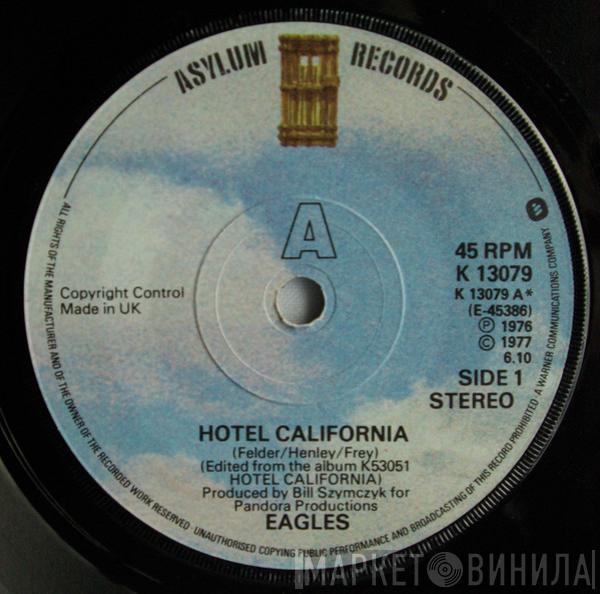 ASYLUM RECORDS
A
45 RPM
K 13079
K 13079 A*
(E-45386)
Ⓟ 1976
© 1977
6.10
SIDE 1
STEREO
Copyright Control
Made in UK
HOTEL CALIFORNIA
(Felder/Henley/Frey)
(Edited from the album K53051
HOTEL CALIFORNIA)
Produced by Bill Szymczyk for
Pandora Productions
EAGLES
ALL RIGHTS OF THE MANUFACTURER AND OF THE OWNER OF THE RECORDED WORK RESERVED. UNAUTHORISED COPYING PUBLIC PERFORMANCE AND BROADCASTING OF THIS RECORD PROHIBITED · A WARNER COMMUNICATIONS COMPANY
МАРКЕТ ВИНИЛА